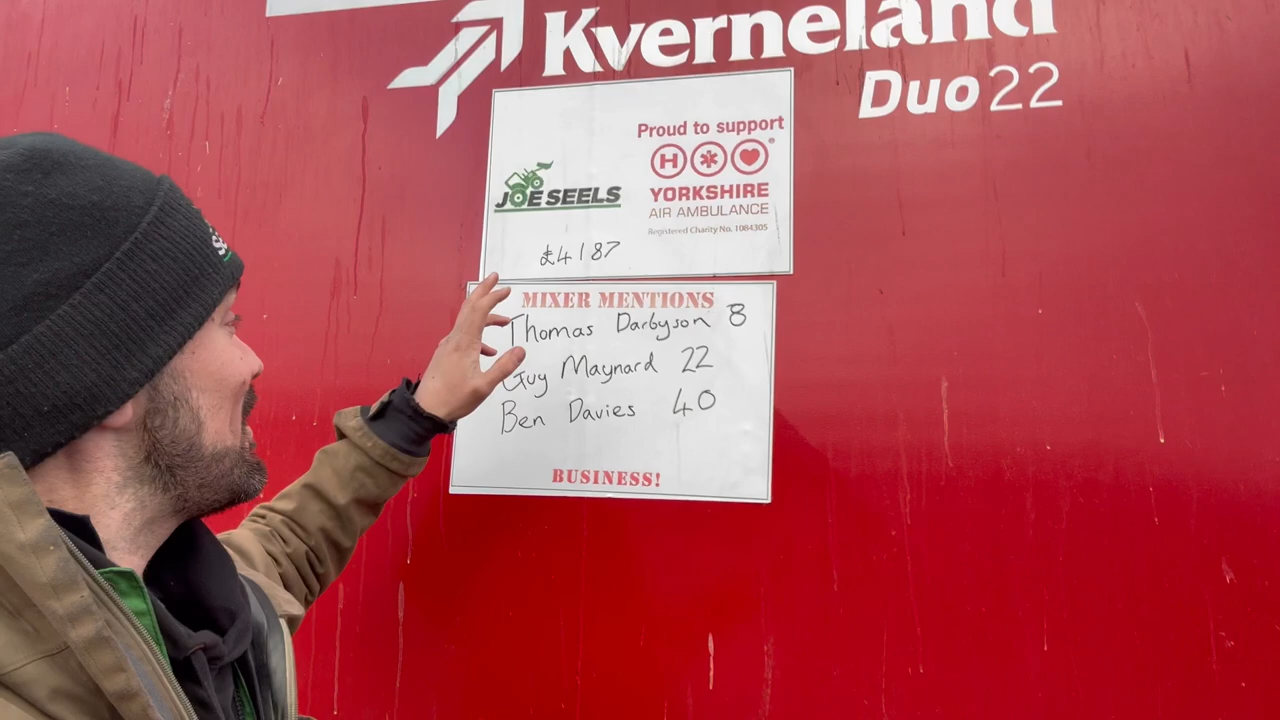 Kverneland
Duo22
Proud to support
H
JOE SEELS
YORKSHIRE
AIR AMBULANCE
Registered Charity No. 1084305
£4187
MIXER MENTIONS
Thomas Darbyson 8
Guy Maynard 22
Ben Davies 40
BUSINESS!